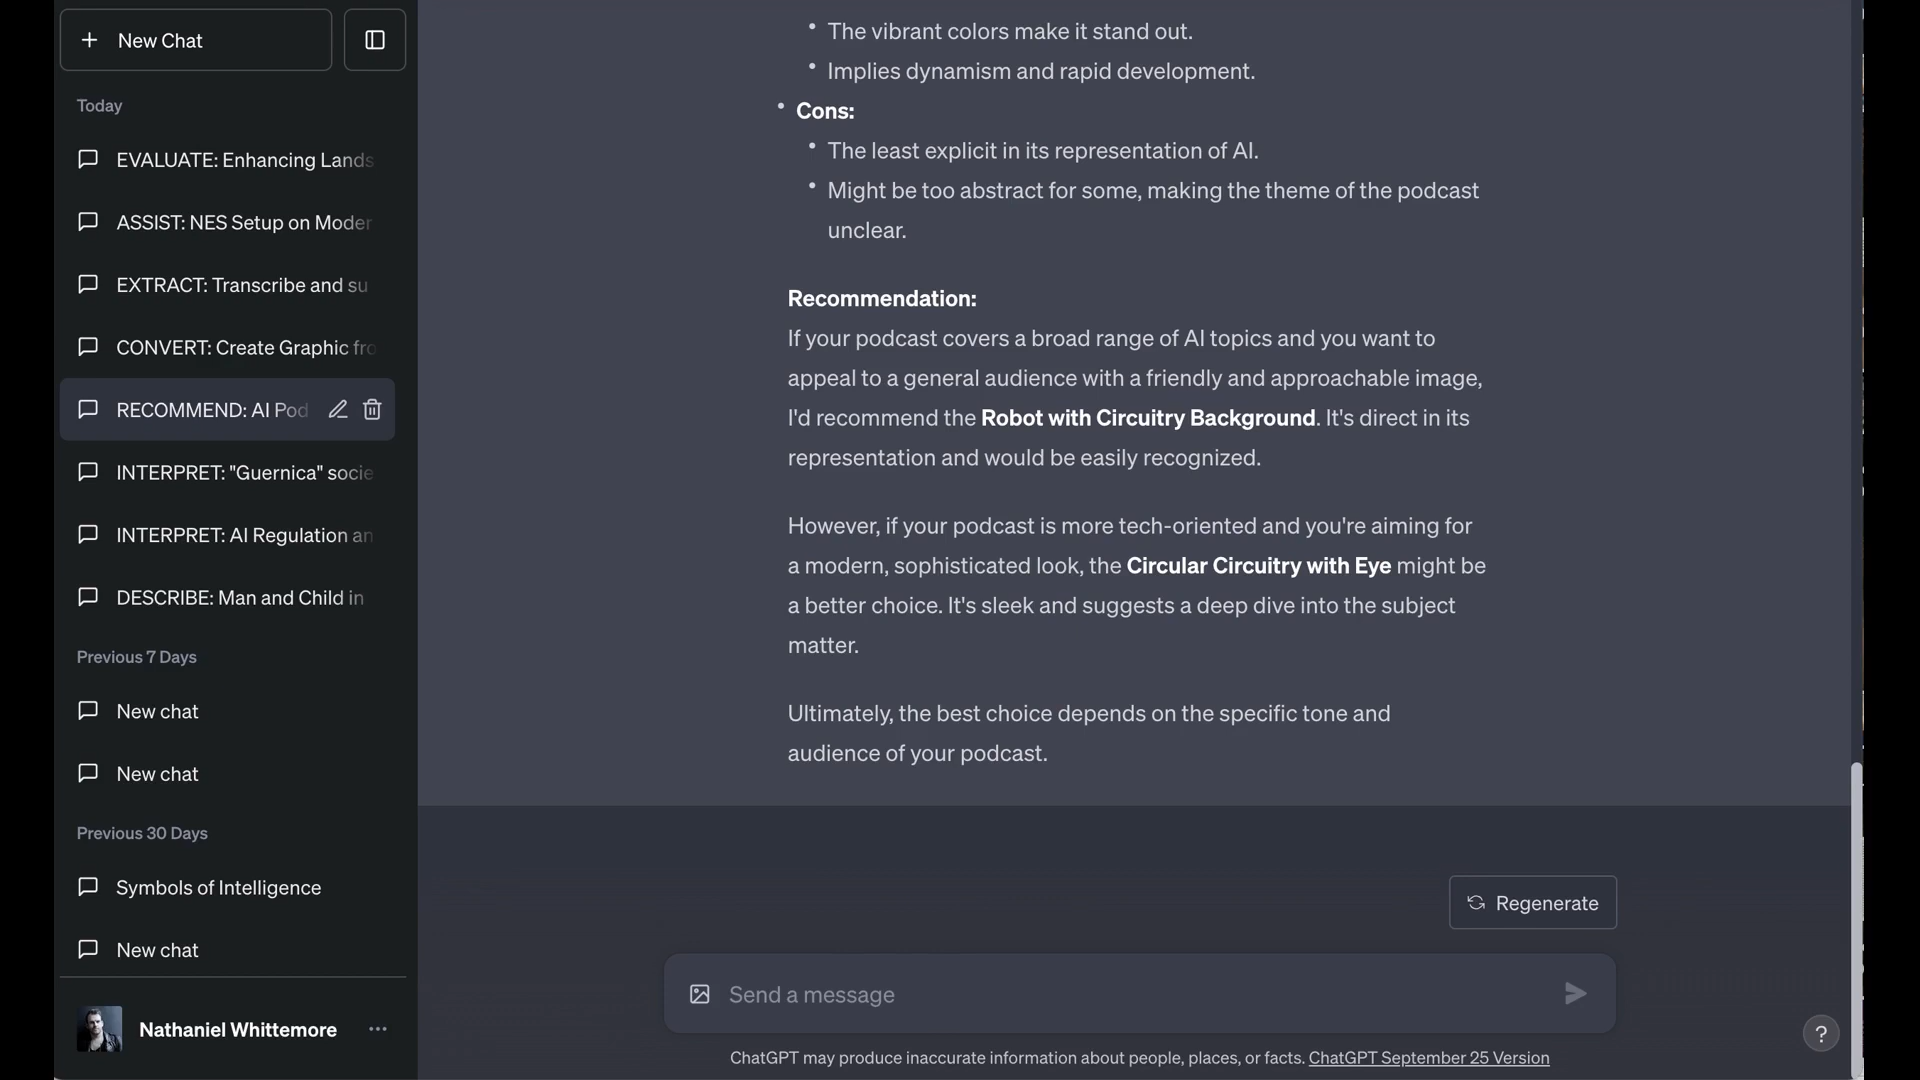 New Chat
Today
EVALUATE: Enhancing Lands
ASSIST: NES Setup on Moder
EXTRACT: Transcribe and su
CONVERT: Create Graphic fro
RECOMMEND: AI Pod
INTERPRET: "Guernica" socie
INTERPRET: AI Regulation an
DESCRIBE: Man and Child in
Previous 7 Days
New chat
New chat
Previous 30 Days
Symbols of Intelligence
New chat
Nathaniel Whittemore
• The vibrant colors make it stand out.
• Implies dynamism and rapid development.
• Cons:
• The least explicit in its representation of AI.
• Might be too abstract for some, making the theme of the podcast
unclear.
Recommendation:
If your podcast covers a broad range of AI topics and you want to
appeal to a general audience with a friendly and approachable image,
I'd recommend the Robot with Circuitry Background. It's direct in its
representation and would be easily recognized.
However, if your podcast is more tech-oriented and you're aiming for
a modern, sophisticated look, the Circular Circuitry with Eye might be
a better choice. It's sleek and suggests a deep dive into the subject
matter.
Ultimately, the best choice depends on the specific tone and
audience of your podcast.
Regenerate
Send a message
?
ChatGPT may produce inaccurate information about people, places, or facts. ChatGPT September 25 Version